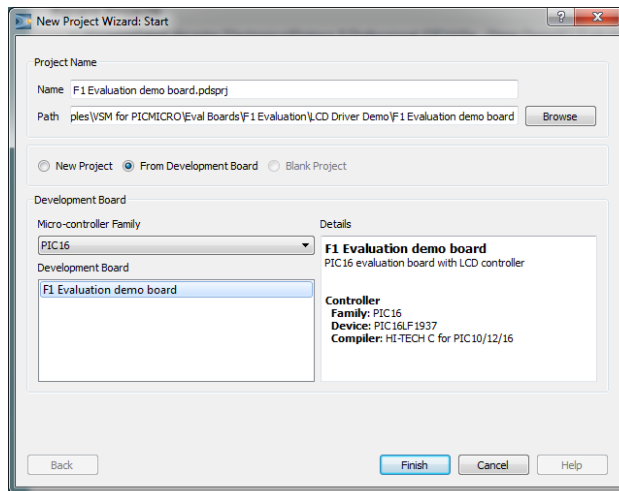 New Project Wizard: Start
Project Name
Name F1 Evaluation demo board.pdsprj
Path ples\VSM for PICMICRO\Eval Boards\F1 Evaluation\LCD Driver Demo\F1 Evaluation demo board Browse
New Project From Development Board Blank Project
Development Board
Micro-controller Family Details
PIC16
F1 Evaluation demo board
PIC16 evaluation board with LCD controller
Development Board
F1 Evaluation demo board
Controller
Family: PIC16
Device: PIC16LF1937
Compiler: HI-TECH C for PIC10/12/16
Back Finish Cancel Help